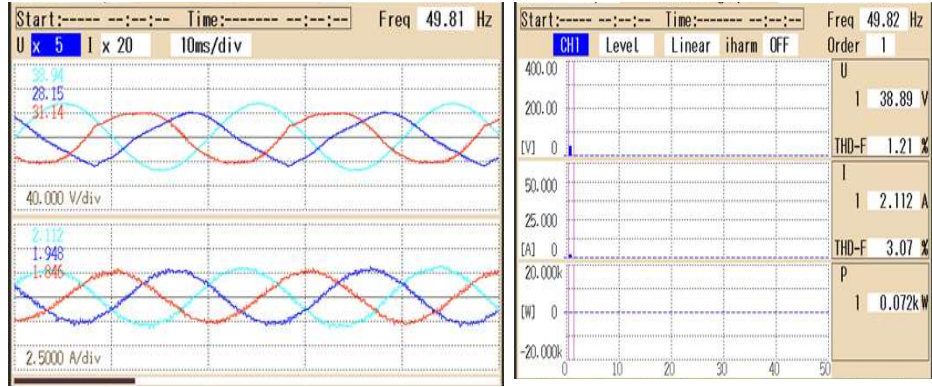 Start:----- --:--:-- Time:------- --:--:-- Freq 49.81 Hz
U x 5 I x 20 10ms/div
38.94
28.15
31.14
40.000 V/div
2.112
1.948
1.846
2.5000 A/div
Start:----- --:--:-- Time:------- --:--:-- Freq 49.82 Hz
CH1 Level Linear iharm OFF Order 1
400.00
200.00
[V] 0
U
1 38.89 V
THD-F 1.21 %
50.000
25.000
[A] 0
I
1 2.112 A
THD-F 3.07 %
20.000k
[W] 0
-20.000k
P
1 0.072kW
0 10 20 30 40 50